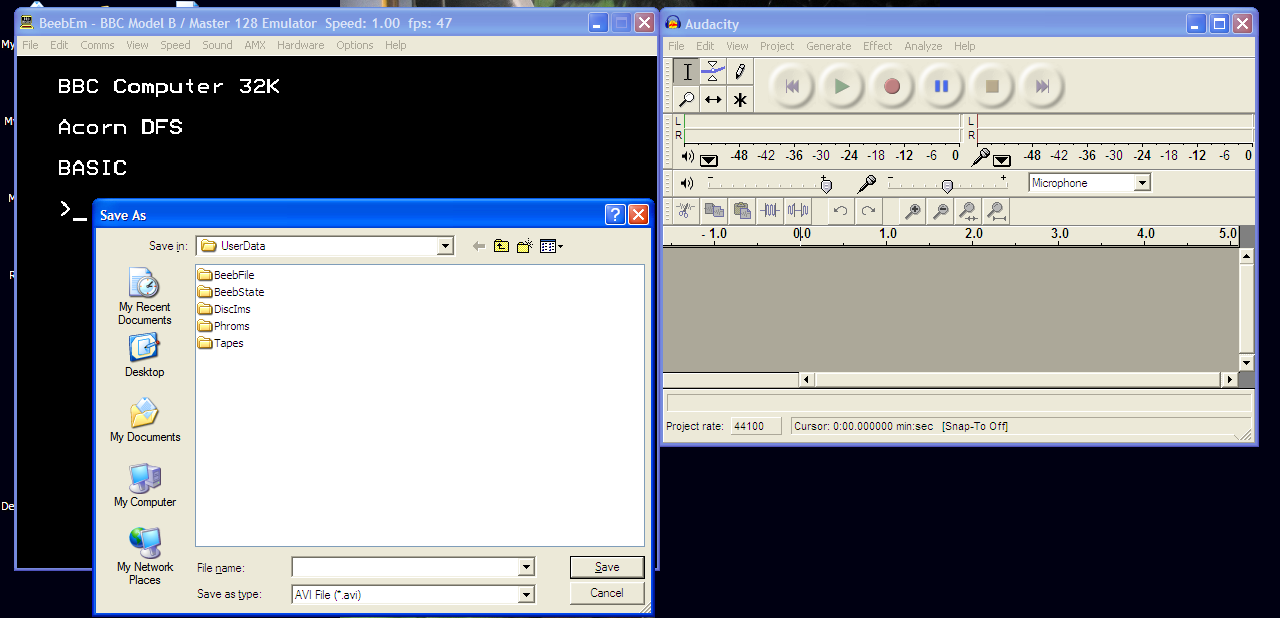 BeebEm - BBC Model B / Master 128 Emulator Speed: 1.00 fps: 47
File Edit Comms View Speed Sound AMX Hardware Options Help
BBC Computer 32K
Acorn DFS
BASIC
>_
Save As
Save in: UserData
BeebFile
BeebState
DiscIms
Phroms
Tapes
My Recent
Documents
Desktop
My Documents
My Computer
My Network
Places
File name:
Save
Save as type: AVI File (*.avi)
Cancel
Audacity
File Edit View Project Generate Effect Analyze Help
L
R
L
R
-48 -42 -36 -30 -24 -18 -12 -6 0
-48 -42 -36 -30 -24 -18 -12 -6 0
- + - +
Microphone
- 1.0 0.0 1.0 2.0 3.0 4.0 5.0
Project rate: 44100 Cursor: 0:00.000000 min:sec [Snap-To Off]
My
My
M
R
De